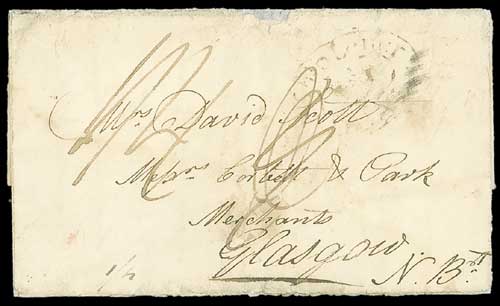 Mrs David Scott
Messrs Corbett & Park
Merchants
Glasgow
N. Bt
1/2